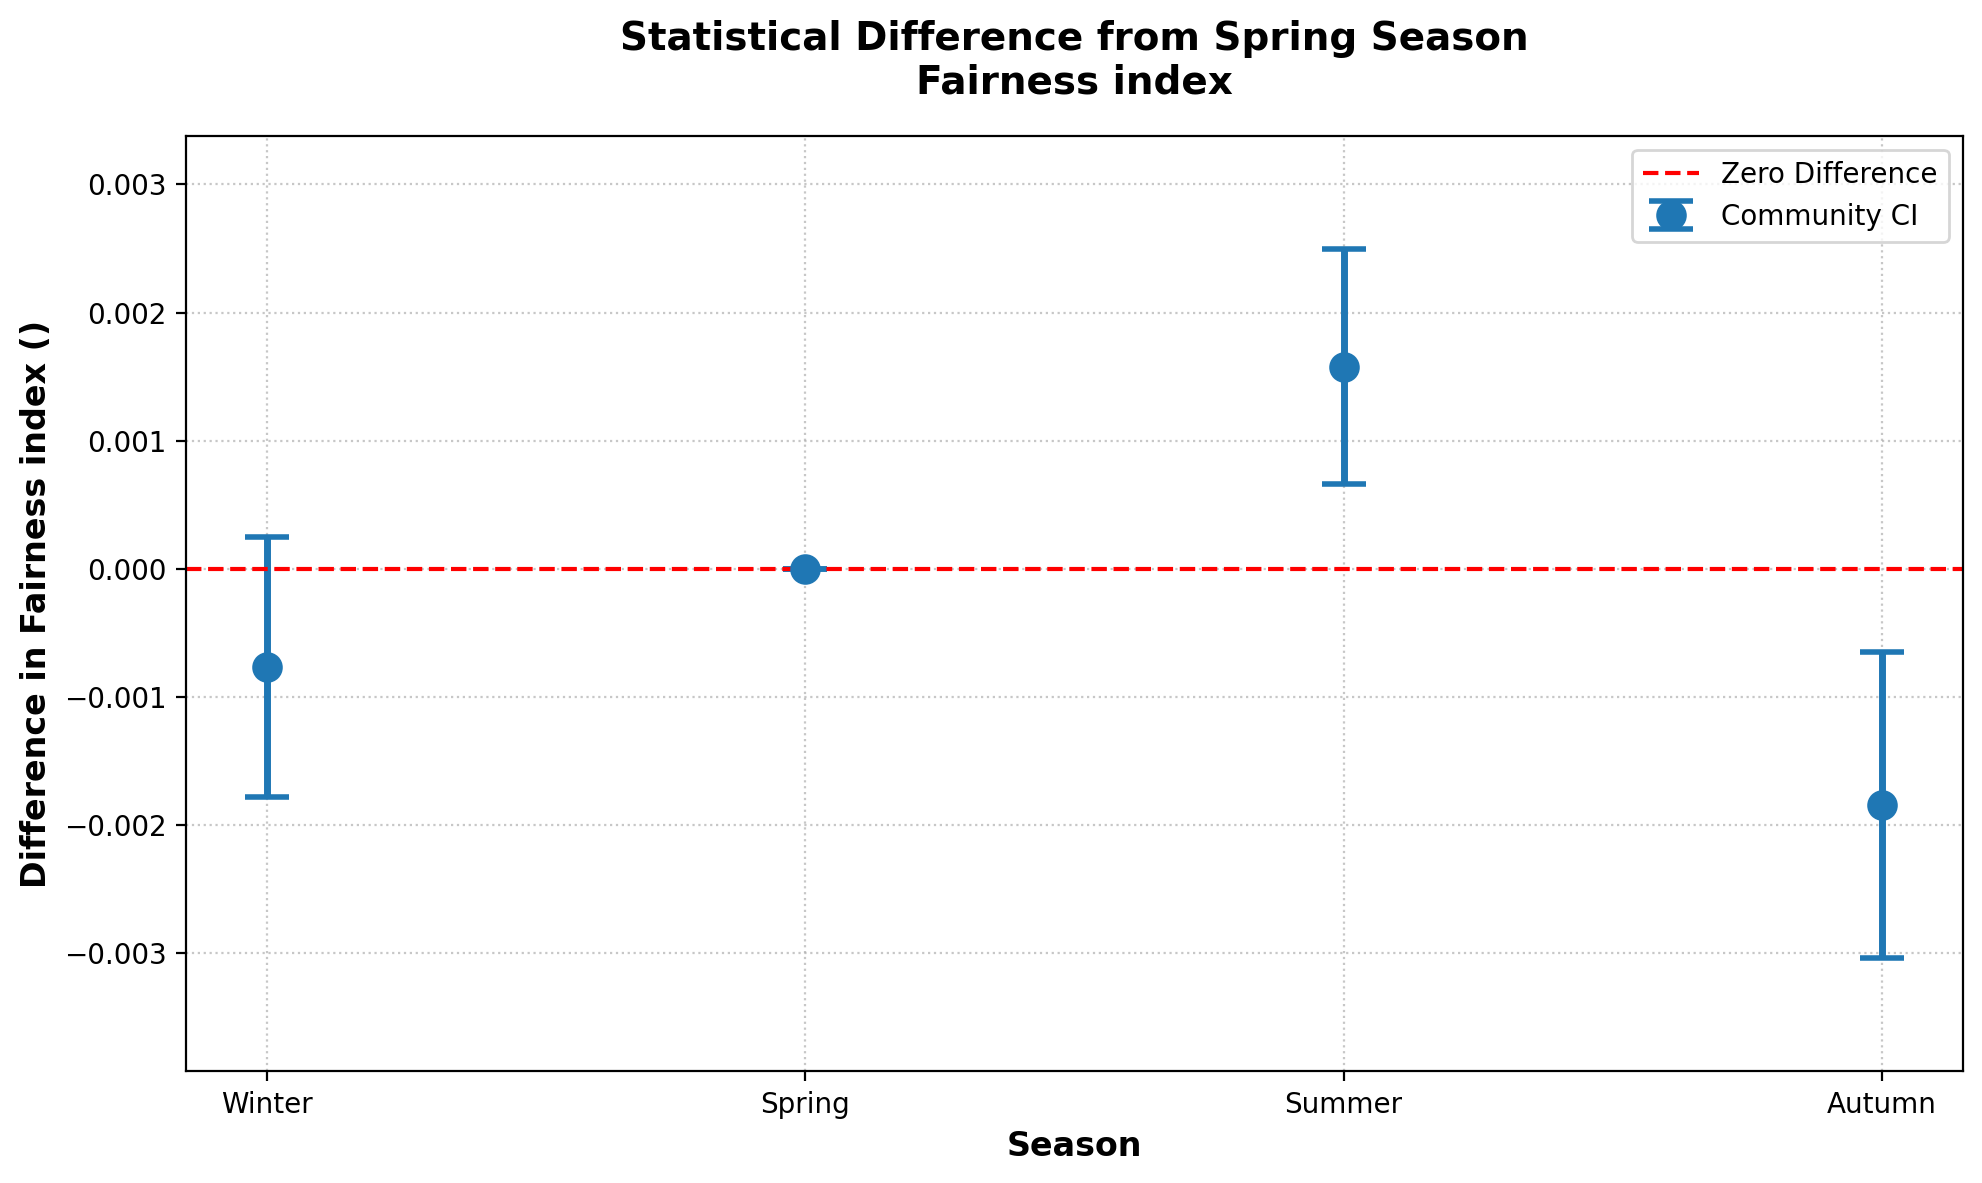 Statistical Difference from Spring Season
Fairness index
Difference in Fairness index ()
0.003
0.002
0.001
0.000
−0.001
−0.002
−0.003
Zero Difference
Community CI
Winter
Spring
Summer
Autumn
Season